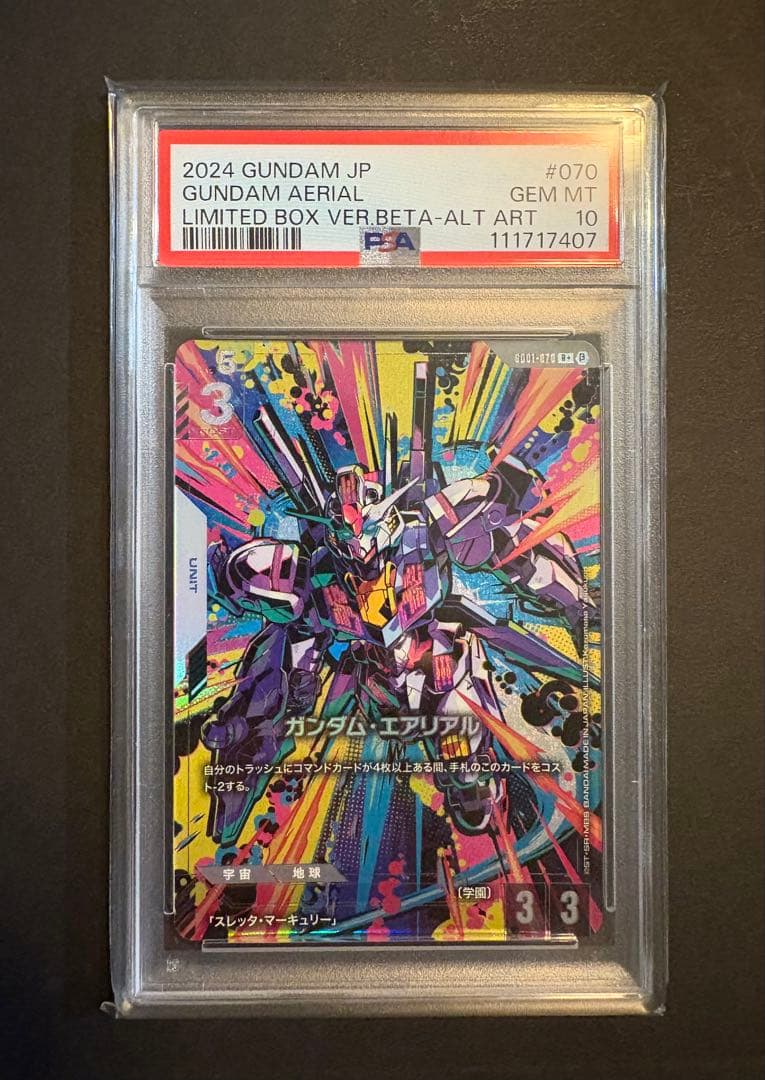 2024 GUNDAM JP #070
GUNDAM AERIAL GEM MT
LIMITED BOX VER.BETA-ALT ART 10
PSA 111717407
5
3
GD01-070 R+ β
UNIT
ガンダム・エアリアル
自分のトラッシュにコマンドカードが4枚以上ある間、手札のこのカードをコス
ト-2する。
宇宙 地球
〔学園〕
3 3
「スレッタ・マーキュリー」